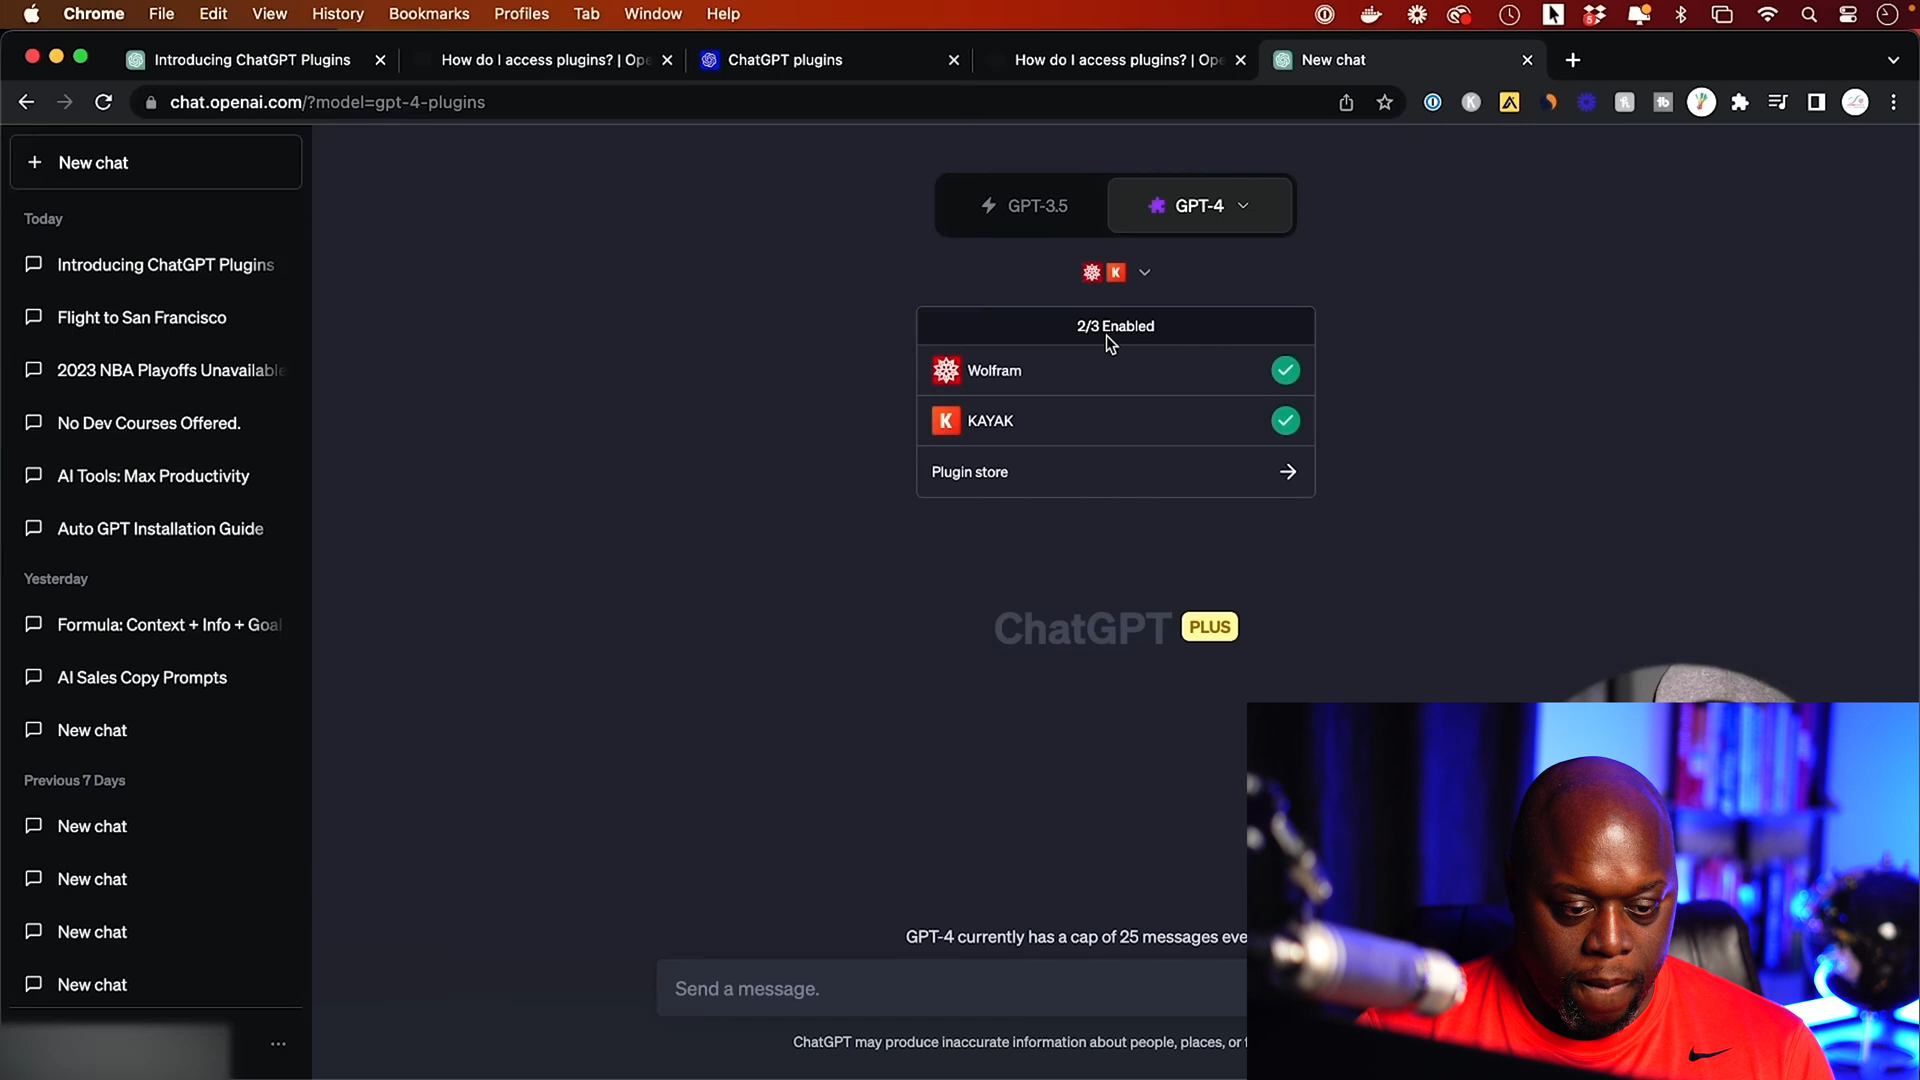 Chrome File Edit View History Bookmarks Profiles Tab Window Help
5
Introducing ChatGPT Plugins
How do I access plugins? | Ope
ChatGPT plugins
How do I access plugins? | Ope
New chat
chat.openai.com/?model=gpt-4-plugins
New chat
Today
Introducing ChatGPT Plugins
Flight to San Francisco
2023 NBA Playoffs Unavailable
No Dev Courses Offered.
AI Tools: Max Productivity
Auto GPT Installation Guide
Yesterday
Formula: Context + Info + Goal
AI Sales Copy Prompts
New chat
Previous 7 Days
New chat
New chat
New chat
New chat
GPT-3.5
GPT-4
K
2/3 Enabled
Wolfram
K KAYAK
Plugin store
ChatGPT PLUS
GPT-4 currently has a cap of 25 messages eve
Send a message.
ChatGPT may produce inaccurate information about people, places, or f